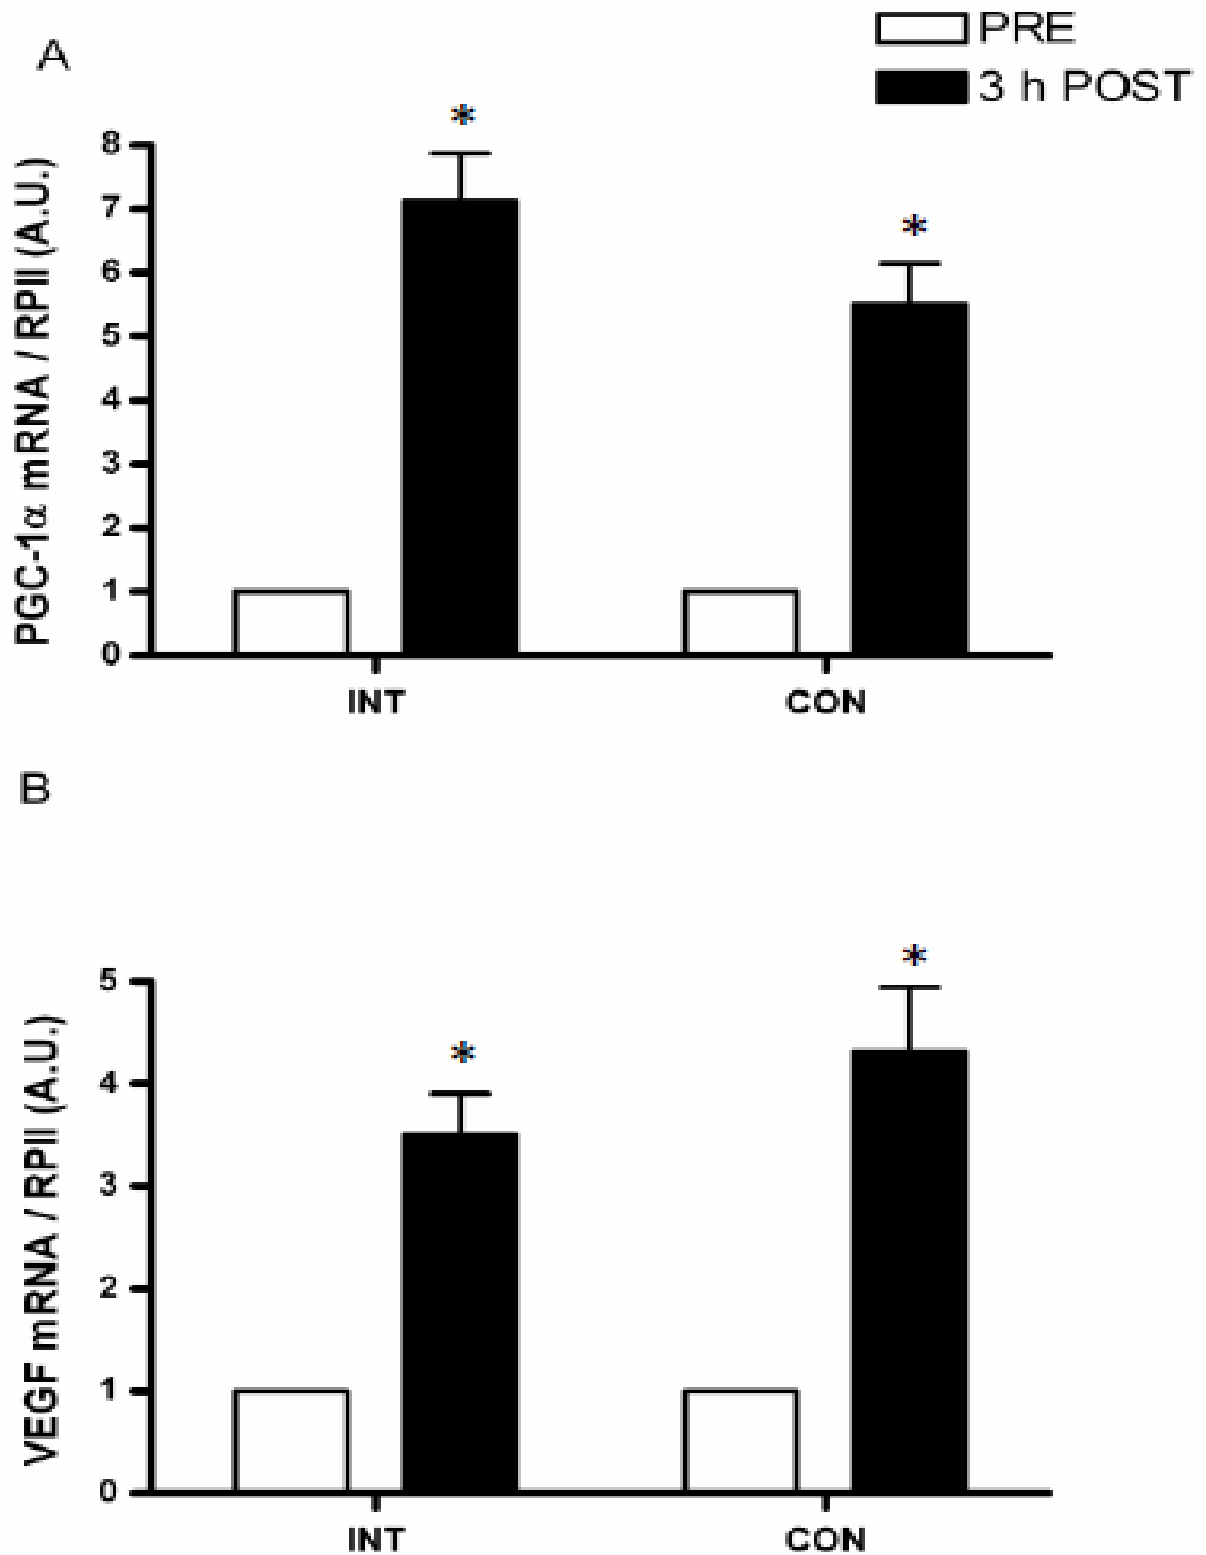 A
PRE
3 h POST
*
*
8
7
6
5
4
3
2
1
0
PGC-1α mRNA / RPII (A.U.)
INT
CON
B
*
*
5
4
3
2
1
0
VEGF mRNA / RPII (A.U.)
INT
CON